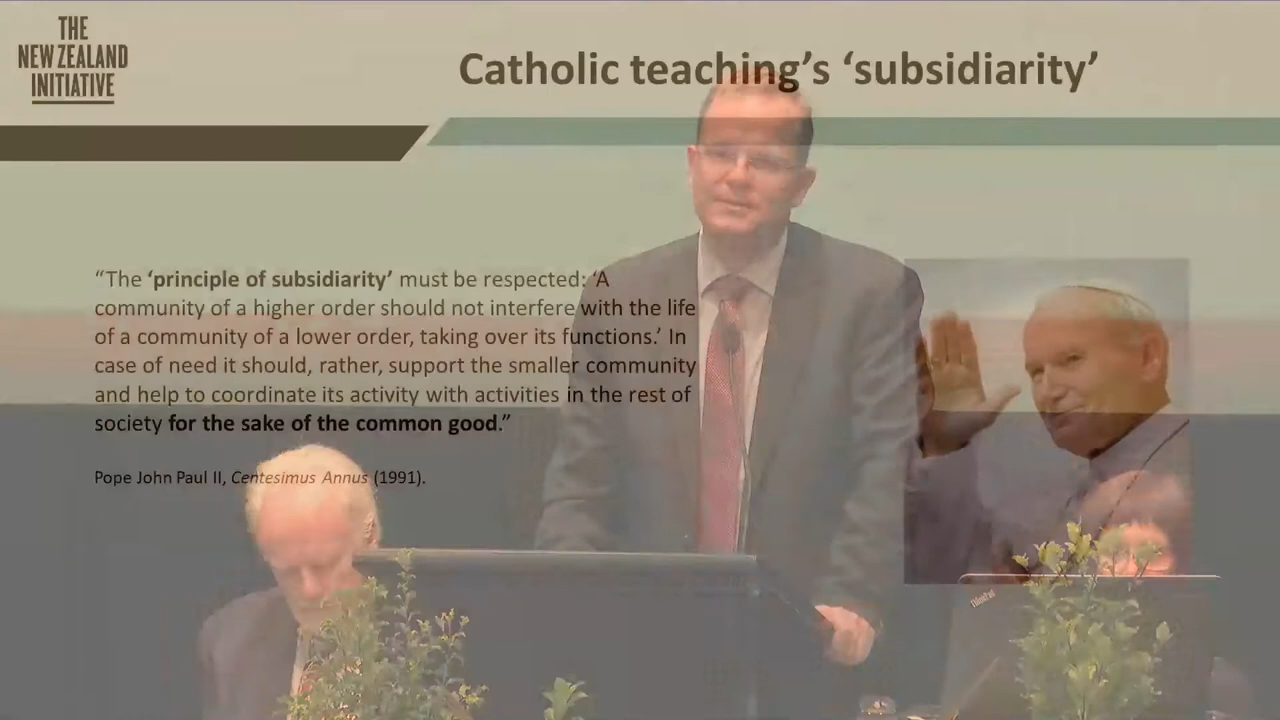 THE
NEW ZEALAND
INITIATIVE
Catholic teaching’s ‘subsidiarity’
“The ‘principle of subsidiarity’ must be respected: ‘A
community of a higher order should not interfere with the life
of a community of a lower order, taking over its functions.’ In
case of need it should, rather, support the smaller community
and help to coordinate its activity with activities in the rest of
society for the sake of the common good.”
Pope John Paul II, Centesimus Annus (1991).
ThinkPad